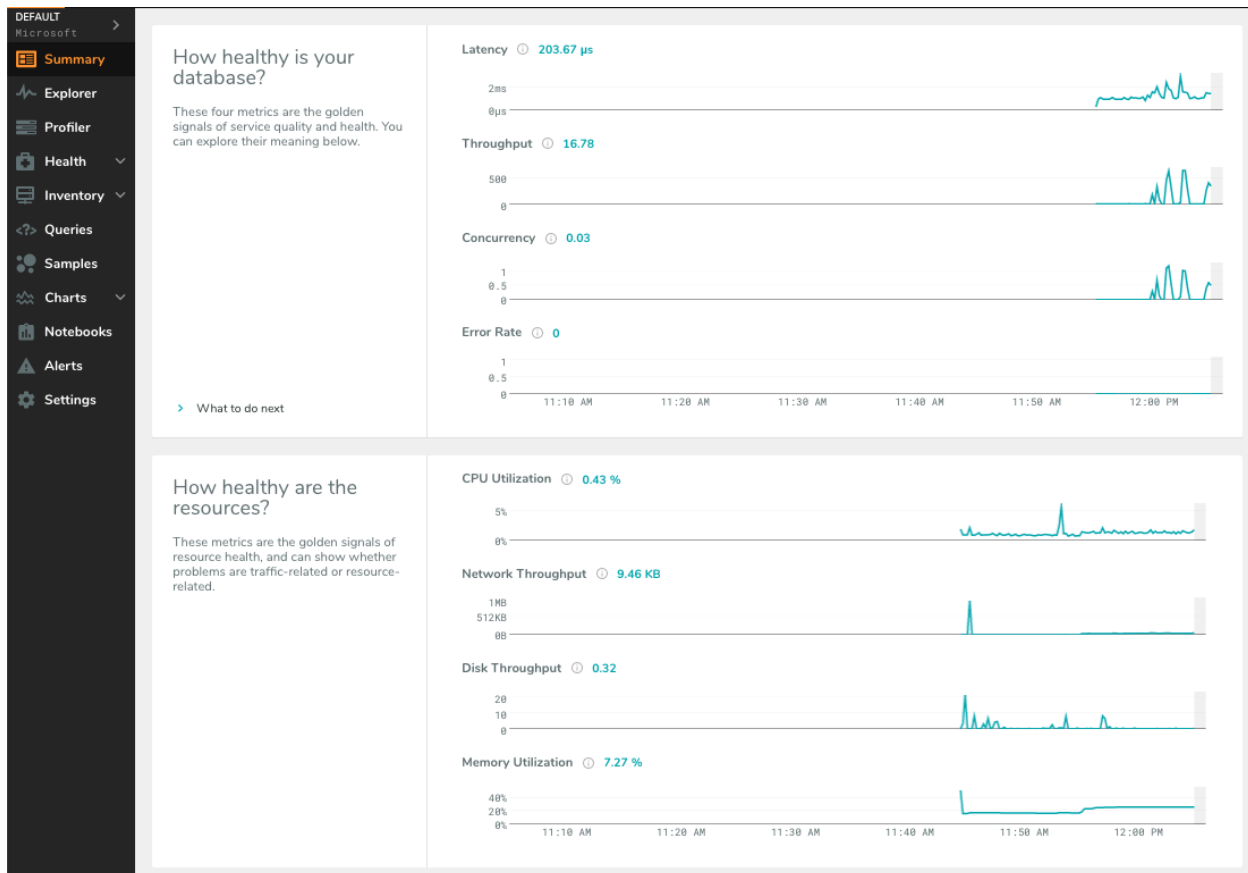 DEFAULT
Microsoft
Summary
Explorer
Profiler
Health
Inventory
Queries
Samples
Charts
Notebooks
Alerts
Settings
How healthy is your
database?
These four metrics are the golden
signals of service quality and health. You
can explore their meaning below.
What to do next
Latency 203.67 µs
2ms
0µs
Throughput 16.78
500
0
Concurrency 0.03
1
0.5
0
Error Rate 0
1
0.5
0
11:10 AM 11:20 AM 11:30 AM 11:40 AM 11:50 AM 12:00 PM
How healthy are the
resources?
These metrics are the golden signals of
resource health, and can show whether
problems are traffic-related or resource-
related.
CPU Utilization 0.43 %
5%
0%
Network Throughput 9.46 KB
1MB
512KB
0B
Disk Throughput 0.32
20
10
0
Memory Utilization 7.27 %
40%
20%
0%
11:10 AM 11:20 AM 11:30 AM 11:40 AM 11:50 AM 12:00 PM